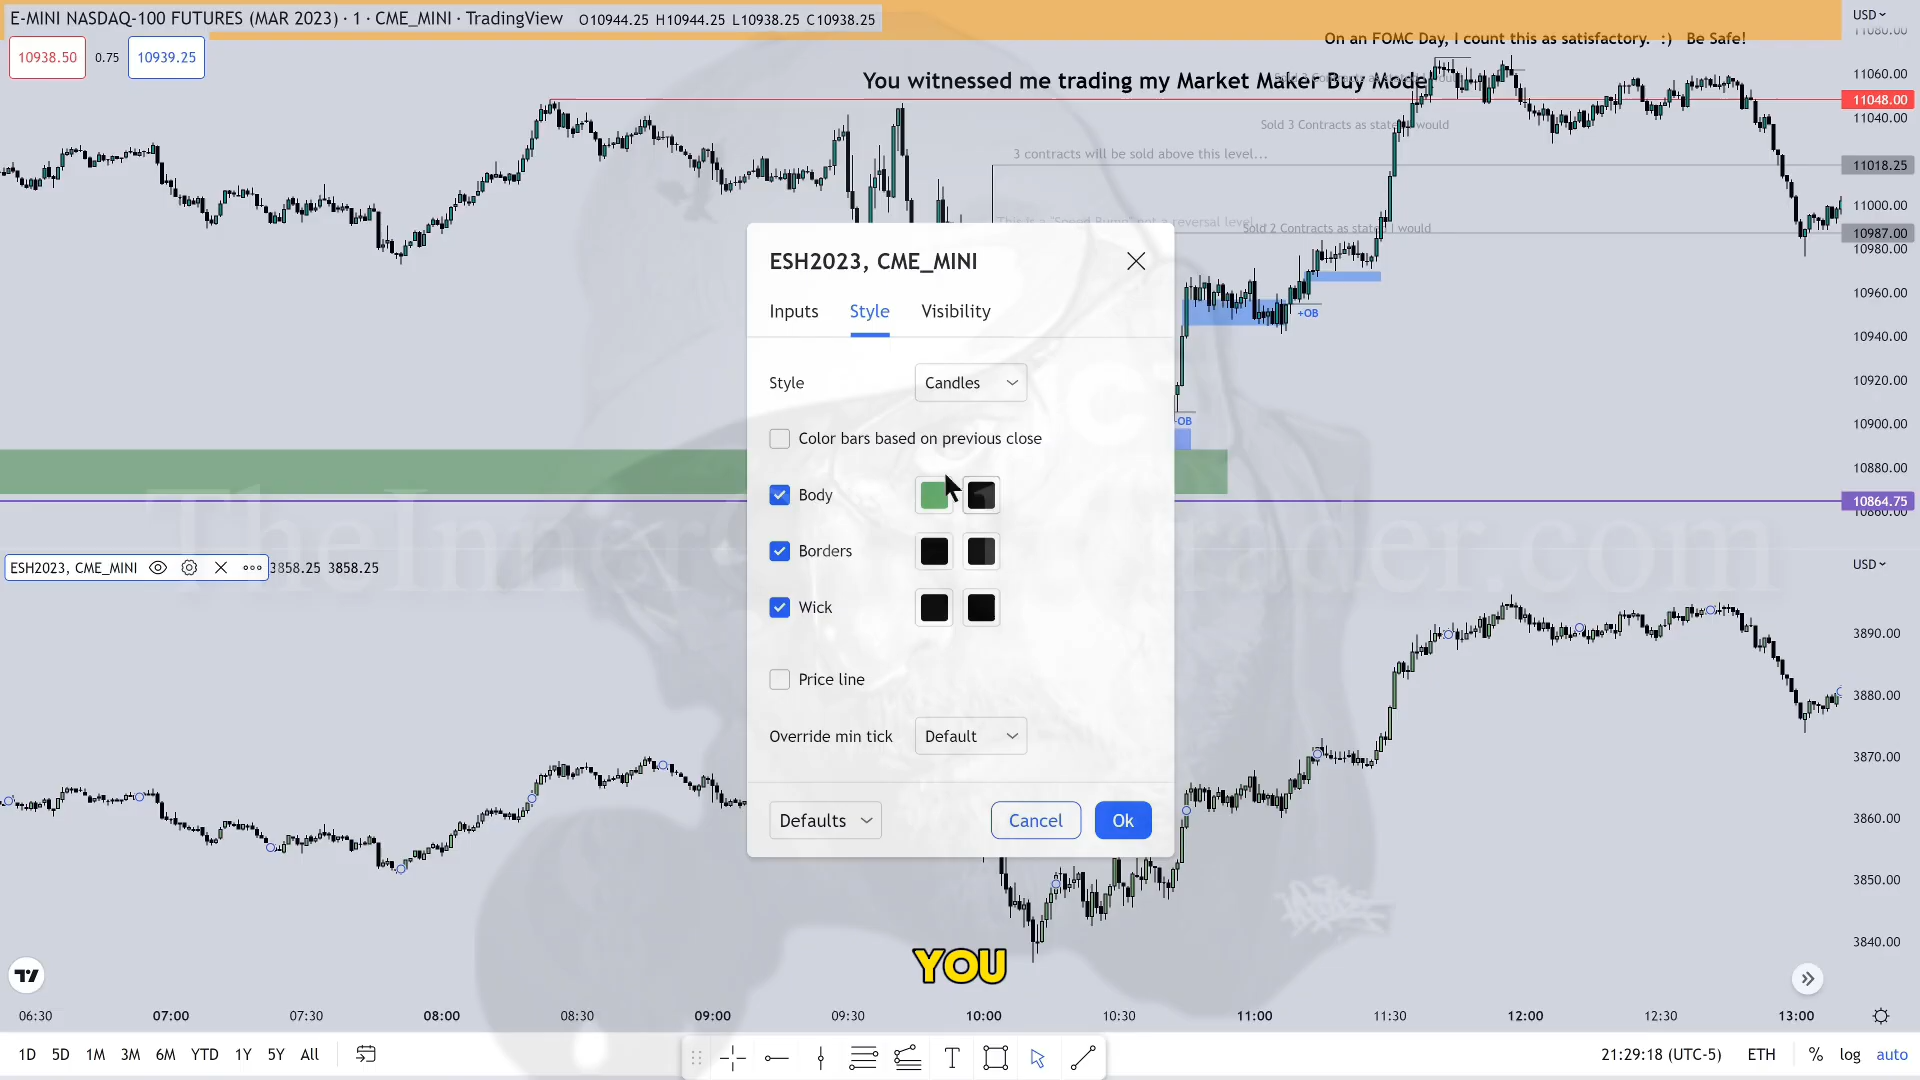 E-MINI NASDAQ-100 FUTURES (MAR 2023) · 1 · CME_MINI · TradingView O10944.25 H10944.25 L10938.25 C10938.25
USD
10938.50 0.75 10939.25
On an FOMC Day, I count this as satisfactory. :) Be Safe!
You witnessed me trading my Market Maker Buy Model
11060.00
11048.00
11040.00
Sold 3 Contracts as stated I would
3 contracts will be sold above this level...
11018.25
11000.00
This is a "Speed Bump" not a reversal level
Sold 2 Contracts as stated I would
10987.00
10980.00
10960.00
+OB
10940.00
10920.00
+OB
10900.00
10880.00
10864.75
10860.00
ESH2023, CME_MINI
Inputs Style Visibility
Style Candles
Color bars based on previous close
Body
Borders
Wick
Price line
Override min tick Default
Defaults Cancel Ok
ESH2023, CME_MINI 3858.25 3858.25
USD
3890.00
3880.00
3870.00
3860.00
3850.00
3840.00
YOU
06:30 07:00 07:30 08:00 08:30 09:00 09:30 10:00 10:30 11:00 11:30 12:00 12:30 13:00
1D 5D 1M 3M 6M YTD 1Y 5Y All
T
21:29:18 (UTC-5) ETH % log auto